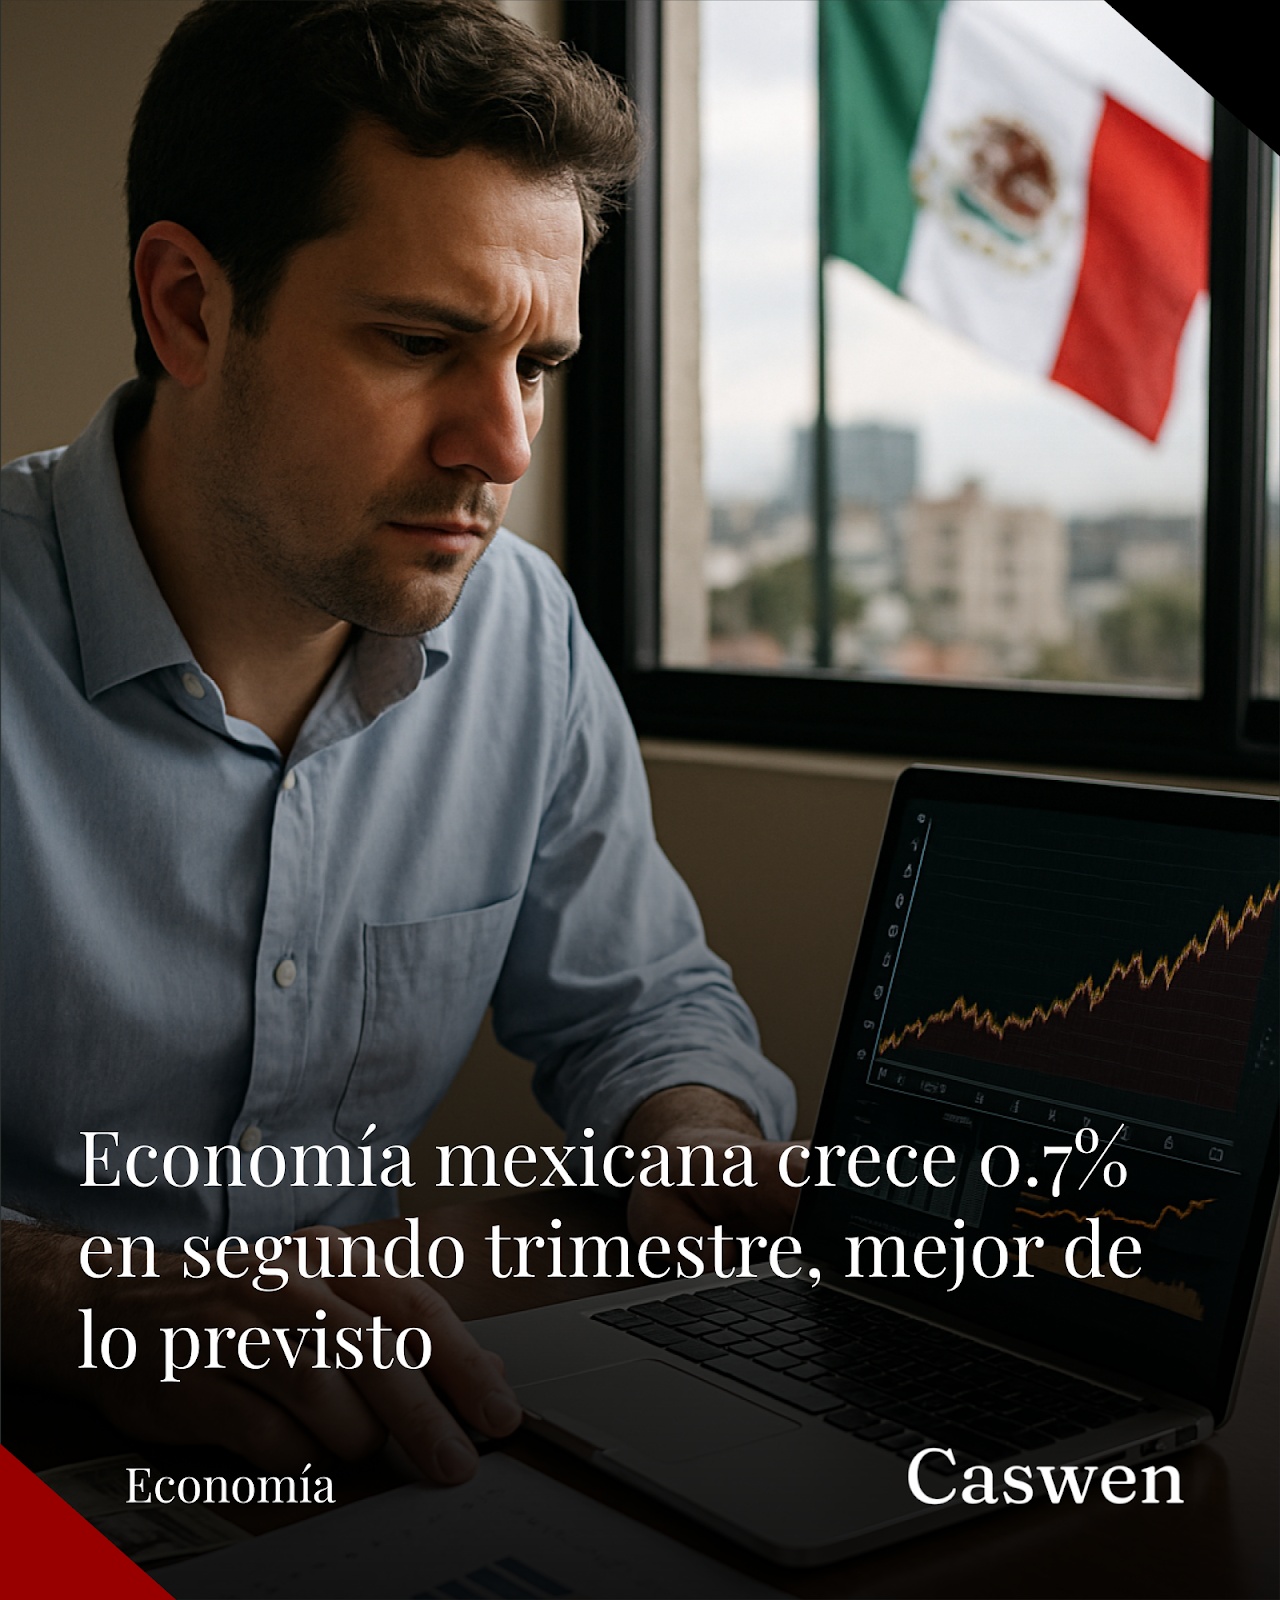 Economía mexicana crece 0.7%
en segundo trimestre, mejor de
lo previsto
Economía
Caswen